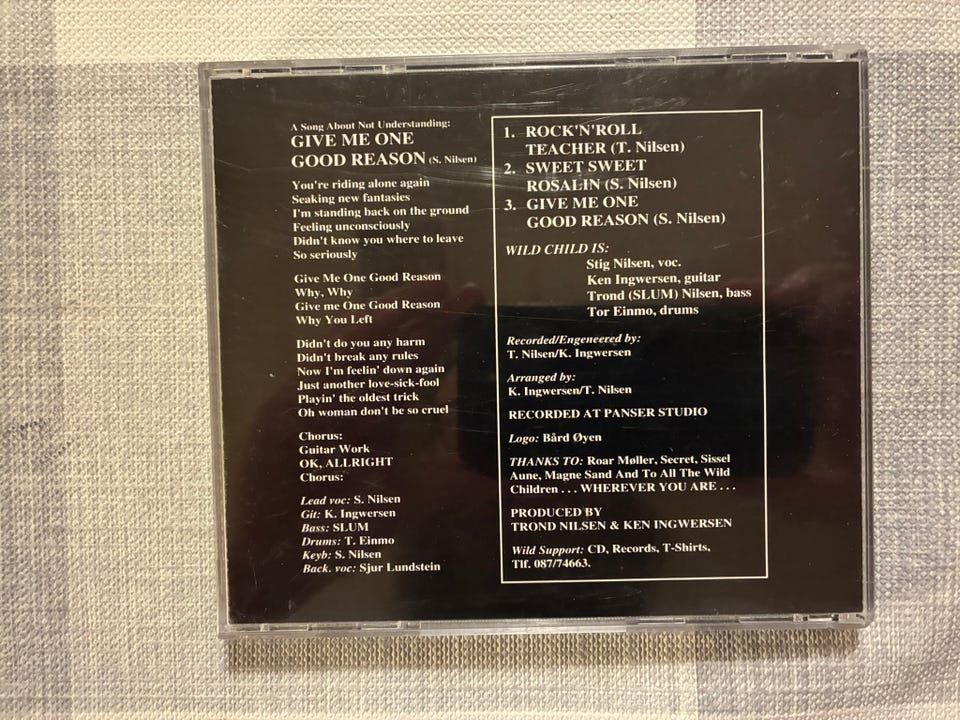 A Song About Not Understanding:
GIVE ME ONE
GOOD REASON (S. Nilsen)
You're riding alone again
Seaking new fantasies
I'm standing back on the ground
Feeling unconsciously
Didn't know you where to leave
So seriously
Give Me One Good Reason
Why, Why
Give me One Good Reason
Why You Left
Didn't do you any harm
Didn't break any rules
Now I'm feelin' down again
Just another love-sick-fool
Playin' the oldest trick
Oh woman don't be so cruel
Chorus:
Guitar Work
OK, ALLRIGHT
Chorus:
Lead voc: S. Nilsen
Git: K. Ingwersen
Bass: SLUM
Drums: T. Einmo
Keyb: S. Nilsen
Back. voc: Sjur Lundstein
1. ROCK'N'ROLL
TEACHER (T. Nilsen)
2. SWEET SWEET
ROSALIN (S. Nilsen)
3. GIVE ME ONE
GOOD REASON (S. Nilsen)
WILD CHILD IS:
Stig Nilsen, voc.
Ken Ingwersen, guitar
Trond (SLUM) Nilsen, bass
Tor Einmo, drums
Recorded/Engeneered by:
T. Nilsen/K. Ingwersen
Arranged by:
K. Ingwersen/T. Nilsen
RECORDED AT PANSER STUDIO
Logo: Bård Øyen
THANKS TO: Roar Møller, Secret, Sissel
Aune, Magne Sand And To All The Wild
Children . . . WHEREVER YOU ARE . . .
PRODUCED BY
TROND NILSEN & KEN INGWERSEN
Wild Support: CD, Records, T-Shirts,
Tlf. 087/74663.